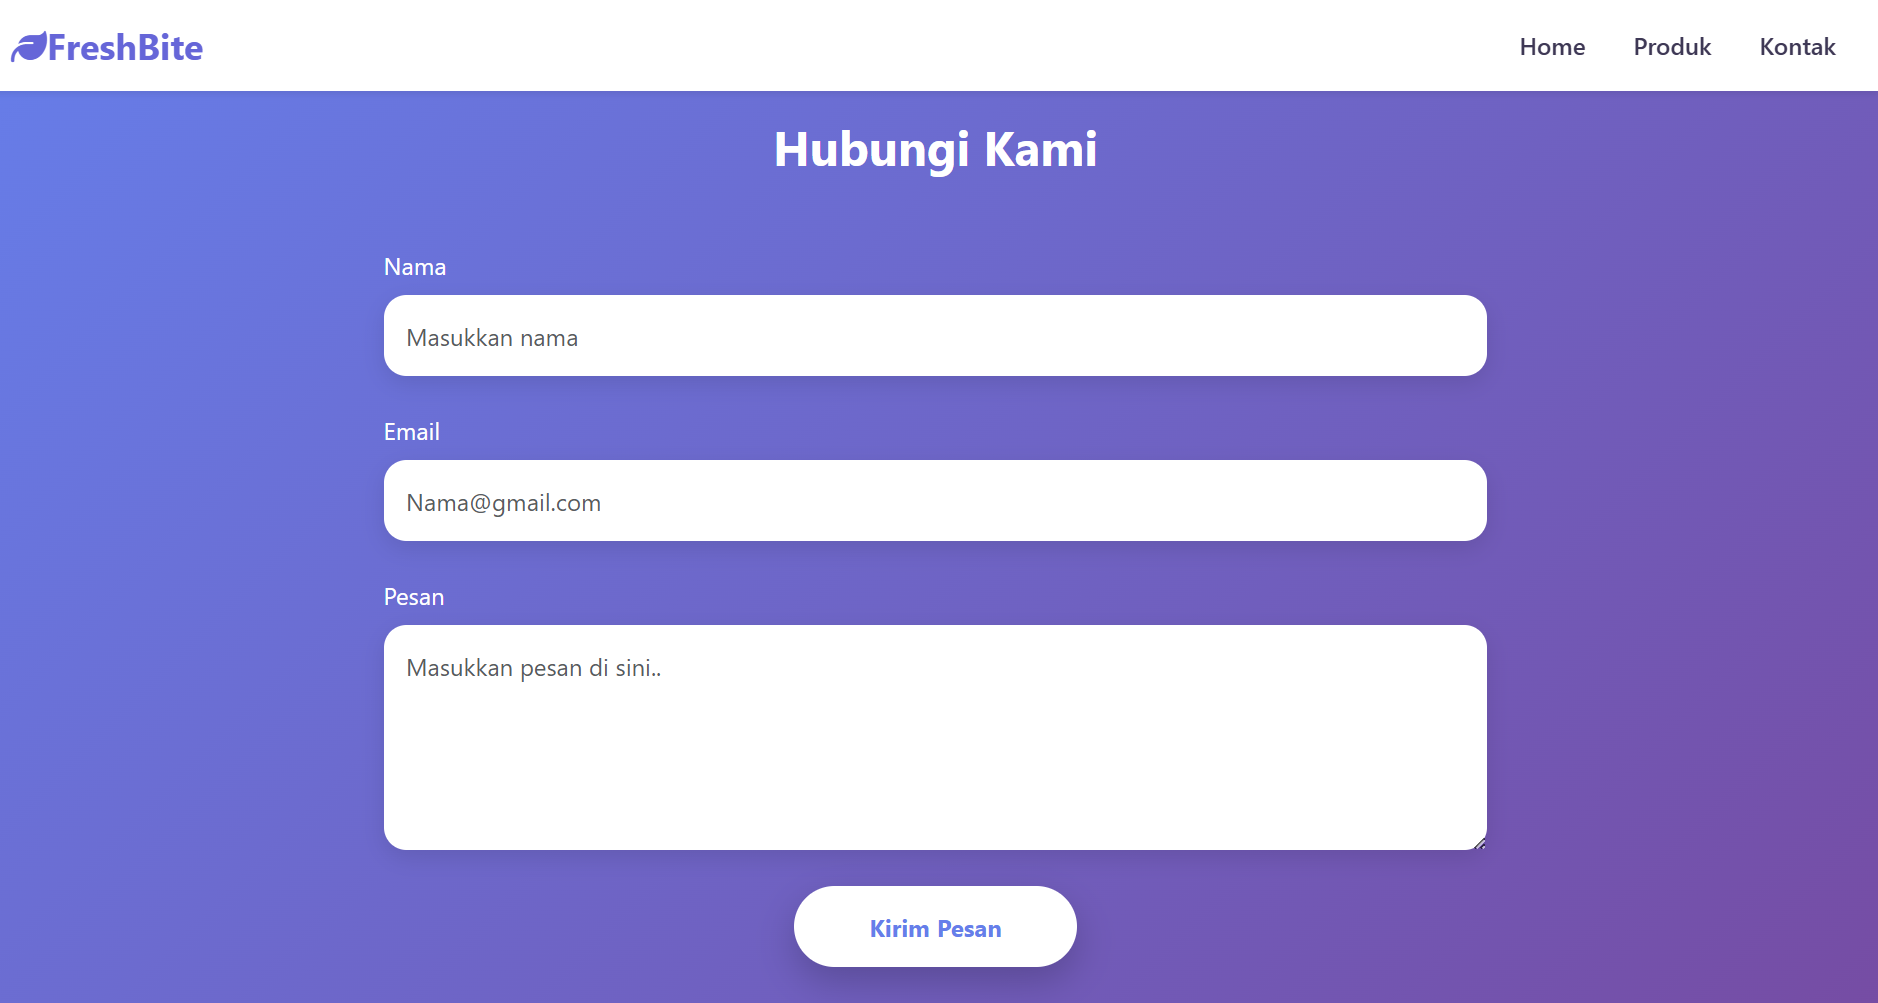 FreshBite
Home Produk Kontak
Hubungi Kami
Nama
Masukkan nama
Email
Nama@gmail.com
Pesan
Masukkan pesan di sini..
Kirim Pesan